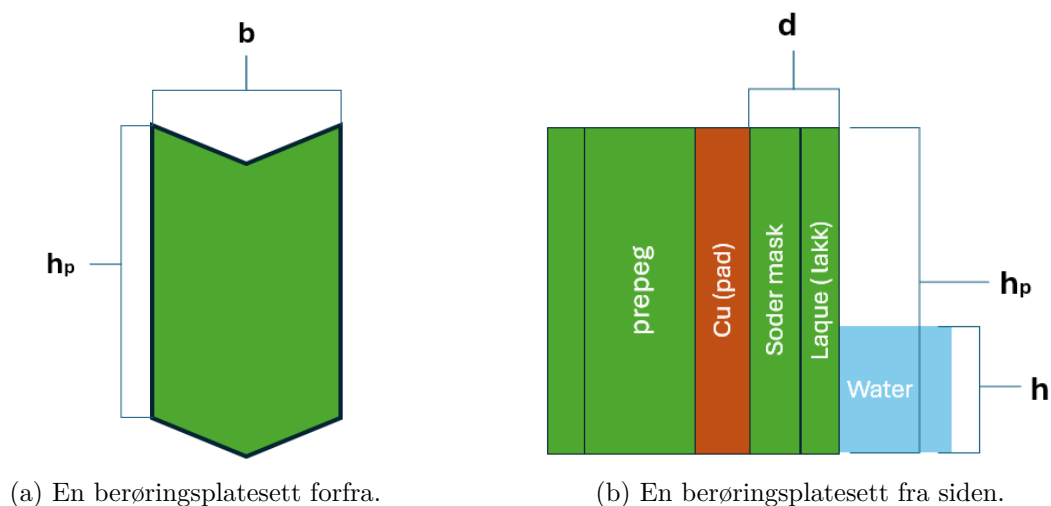 b
d
hp
prepeg
Cu (pad)
Soder mask
Laque ( lakk)
hp
Water
h
(a) En berøringsplatesett forfra.
(b) En berøringsplatesett fra siden.